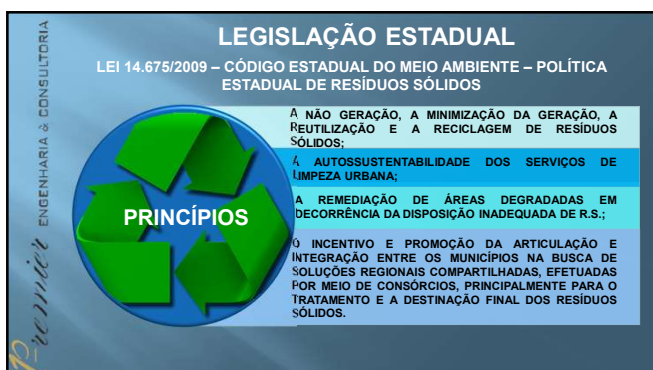 LEGISLAÇÃO ESTADUAL
LEI 14.675/2009 – CÓDIGO ESTADUAL DO MEIO AMBIENTE – POLÍTICA
ESTADUAL DE RESÍDUOS SÓLIDOS
A NÃO GERAÇÃO, A MINIMIZAÇÃO DA GERAÇÃO, A
REUTILIZAÇÃO E A RECICLAGEM DE RESÍDUOS
SÓLIDOS;
A AUTOSSUSTENTABILIDADE DOS SERVIÇOS DE
LIMPEZA URBANA;
A REMEDIAÇÃO DE ÁREAS DEGRADADAS EM
DECORRÊNCIA DA DISPOSIÇÃO INADEQUADA DE R.S.;
O INCENTIVO E PROMOÇÃO DA ARTICULAÇÃO E
INTEGRAÇÃO ENTRE OS MUNICÍPIOS NA BUSCA DE
SOLUÇÕES REGIONAIS COMPARTILHADAS, EFETUADAS
POR MEIO DE CONSÓRCIOS, PRINCIPALMENTE PARA O
TRATAMENTO E A DESTINAÇÃO FINAL DOS RESÍDUOS
SÓLIDOS.
PRINCÍPIOS
Premier ENGENHARIA & CONSULTORIA